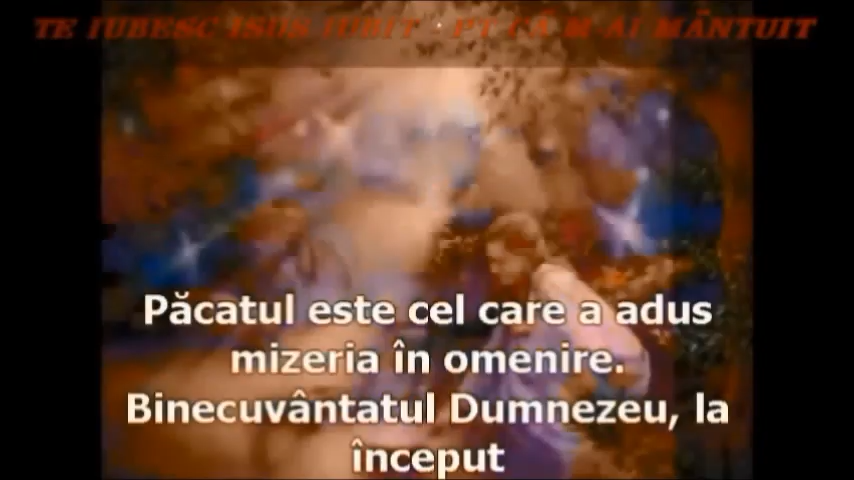 TE IUBESC ISUS IUBIT - PT CĂ M-AI MÂNTUIT
Păcatul este cel care a adus
mizeria în omenire.
Binecuvântatul Dumnezeu, la
început